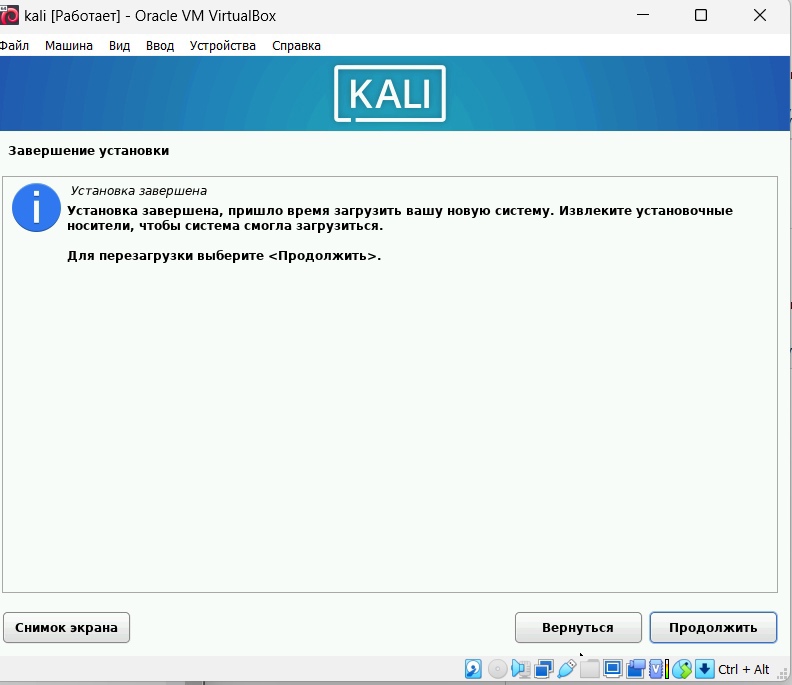 kali [Работает] - Oracle VM VirtualBox
Файл Машина Вид Ввод Устройства Справка
KALI
Завершение установки
Установка завершена
Установка завершена, пришло время загрузить вашу новую систему. Извлеките установочные
носители, чтобы система смогла загрузиться.
Для перезагрузки выберите <Продолжить>.
Снимок экрана Вернуться Продолжить
Ctrl + Alt